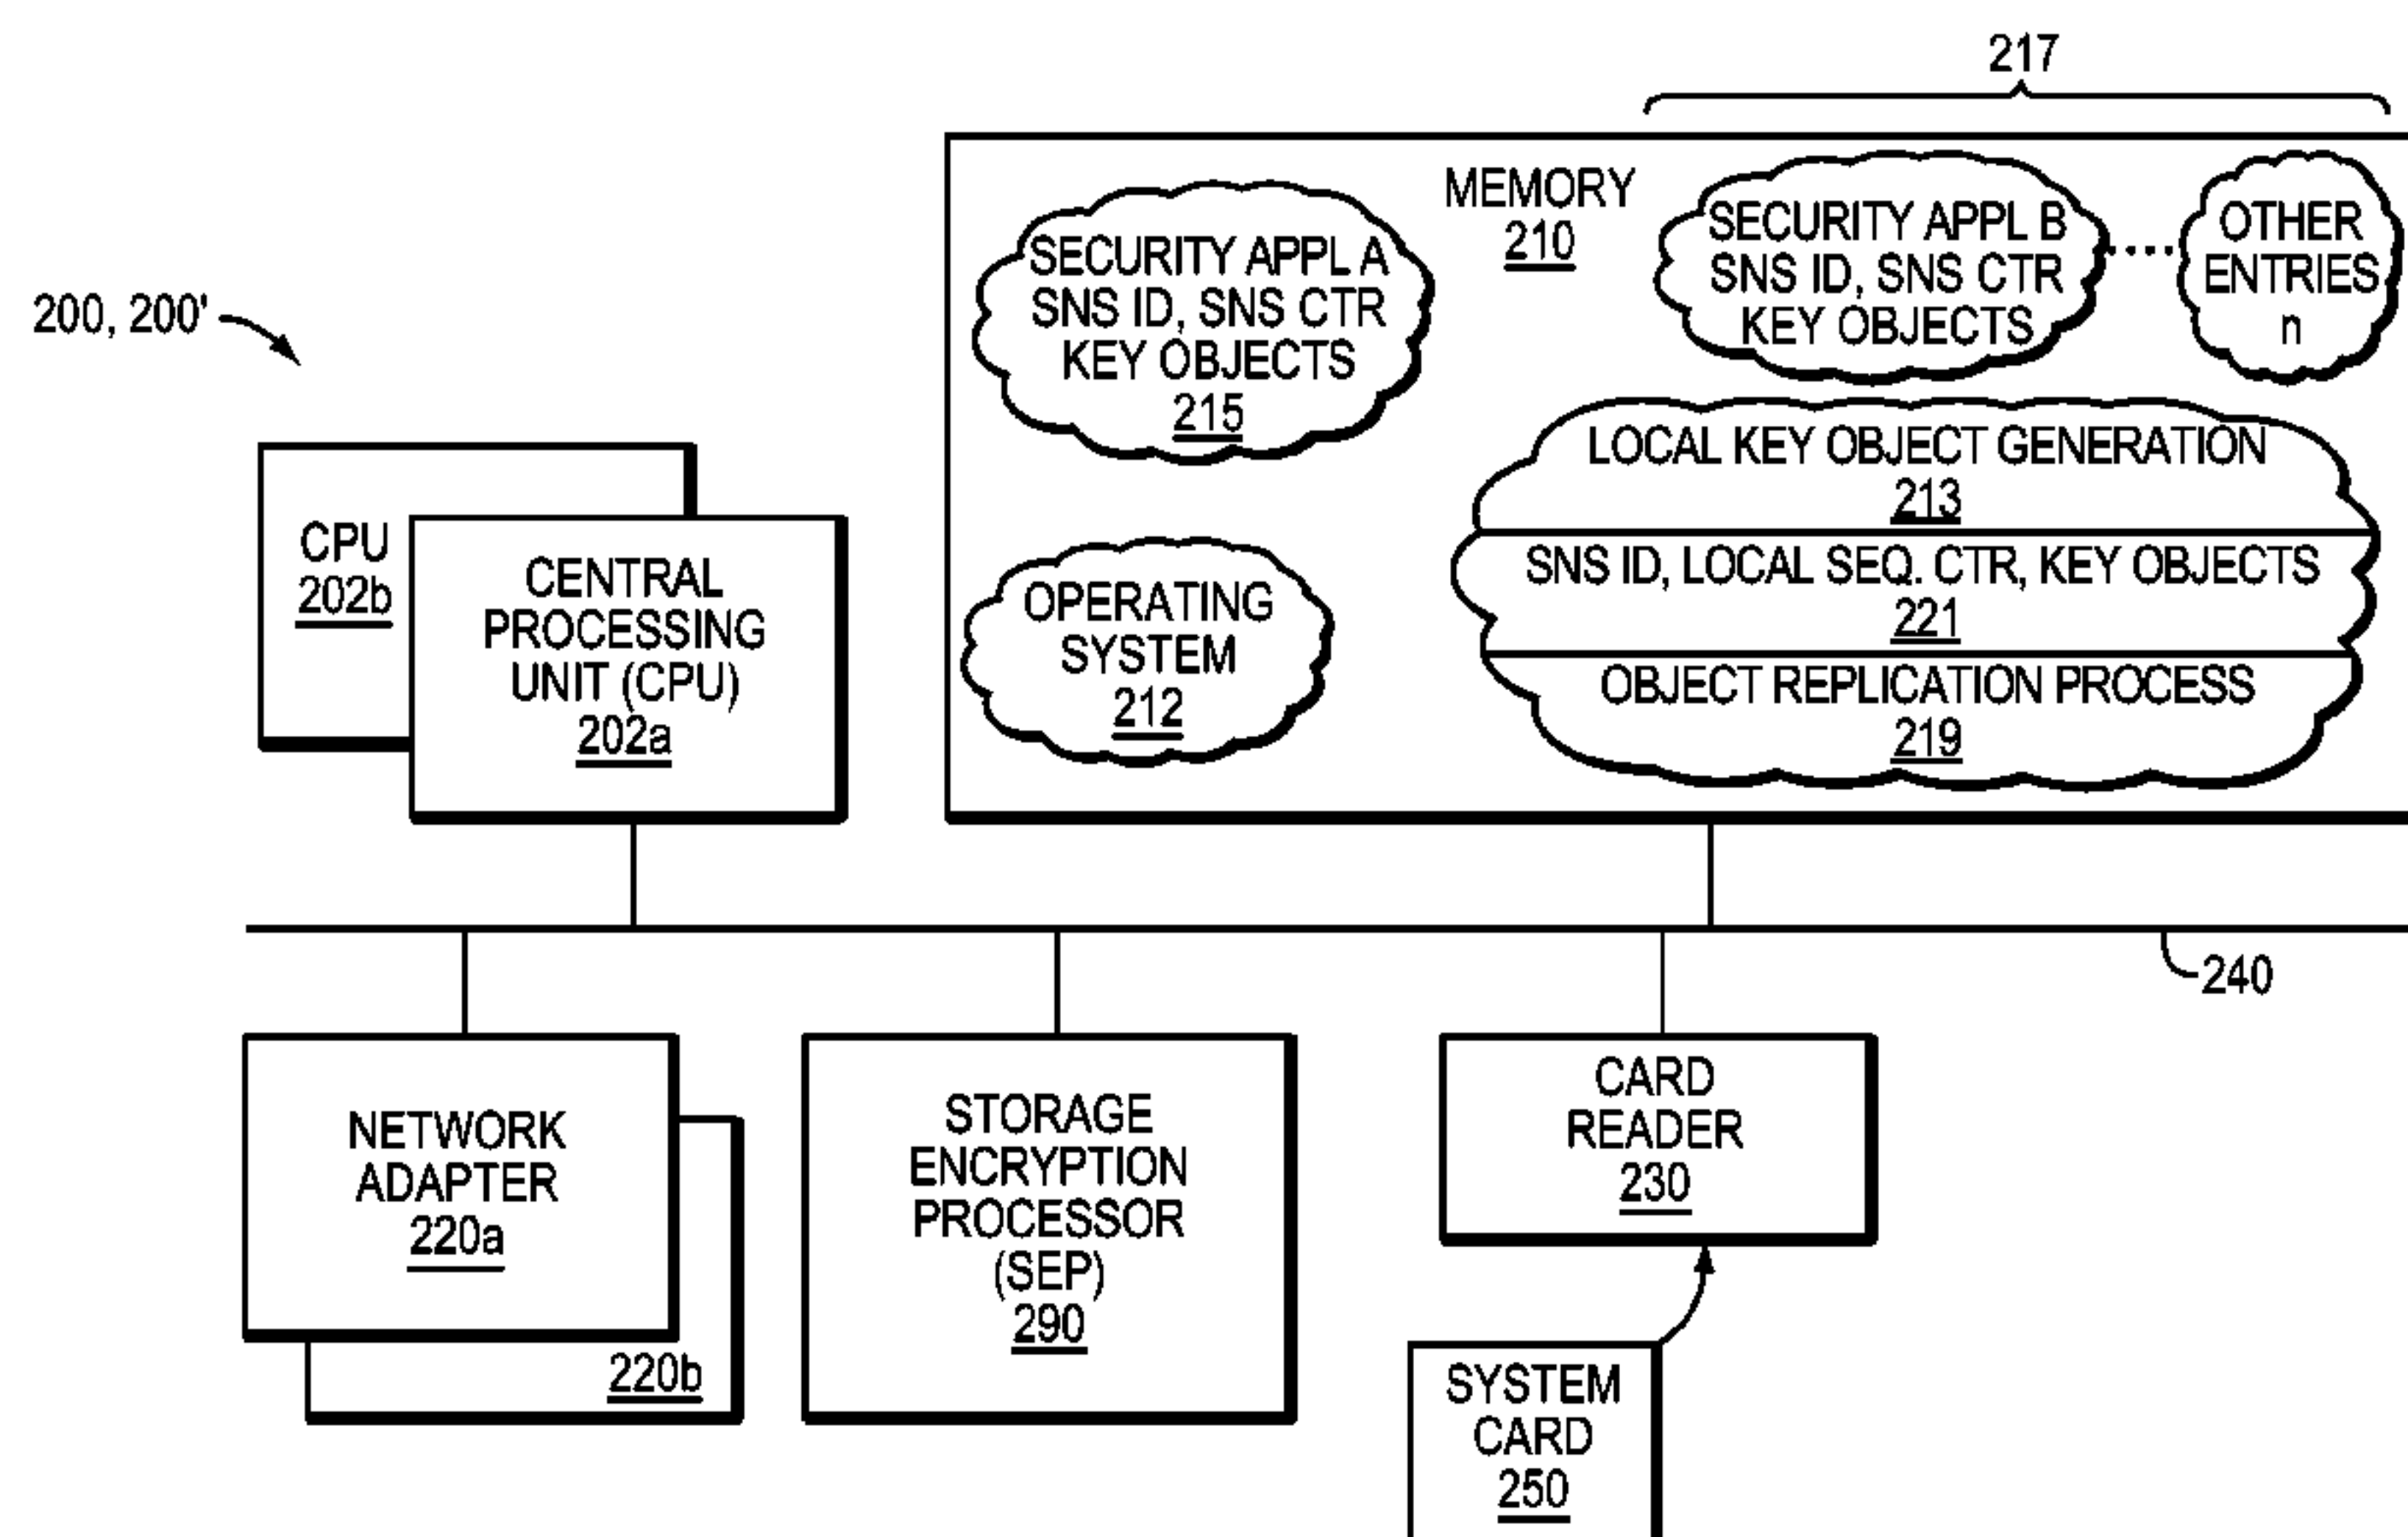 217
MEMORY
210
SECURITY APPL A
SNS ID, SNS CTR
KEY OBJECTS
215
SECURITY APPL B
SNS ID, SNS CTR
KEY OBJECTS
....
OTHER
ENTRIES
n
200, 200'
LOCAL KEY OBJECT GENERATION
213
SNS ID, LOCAL SEQ. CTR, KEY OBJECTS
221
OBJECT REPLICATION PROCESS
219
CPU
202b
CENTRAL
PROCESSING
UNIT (CPU)
202a
OPERATING
SYSTEM
212
240
NETWORK
ADAPTER
220a
220b
STORAGE
ENCRYPTION
PROCESSOR
(SEP)
290
CARD
READER
230
SYSTEM
CARD
250